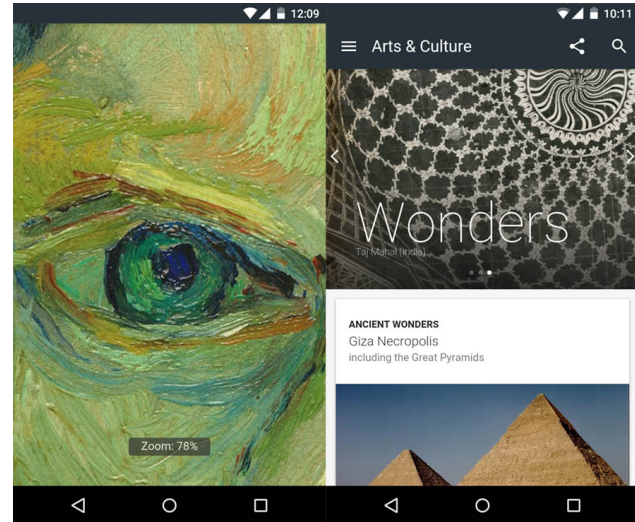 12:09
Zoom: 78%
10:11
Arts & Culture
Wonders
Taj Mahal (India)
ANCIENT WONDERS
Giza Necropolis
including the Great Pyramids